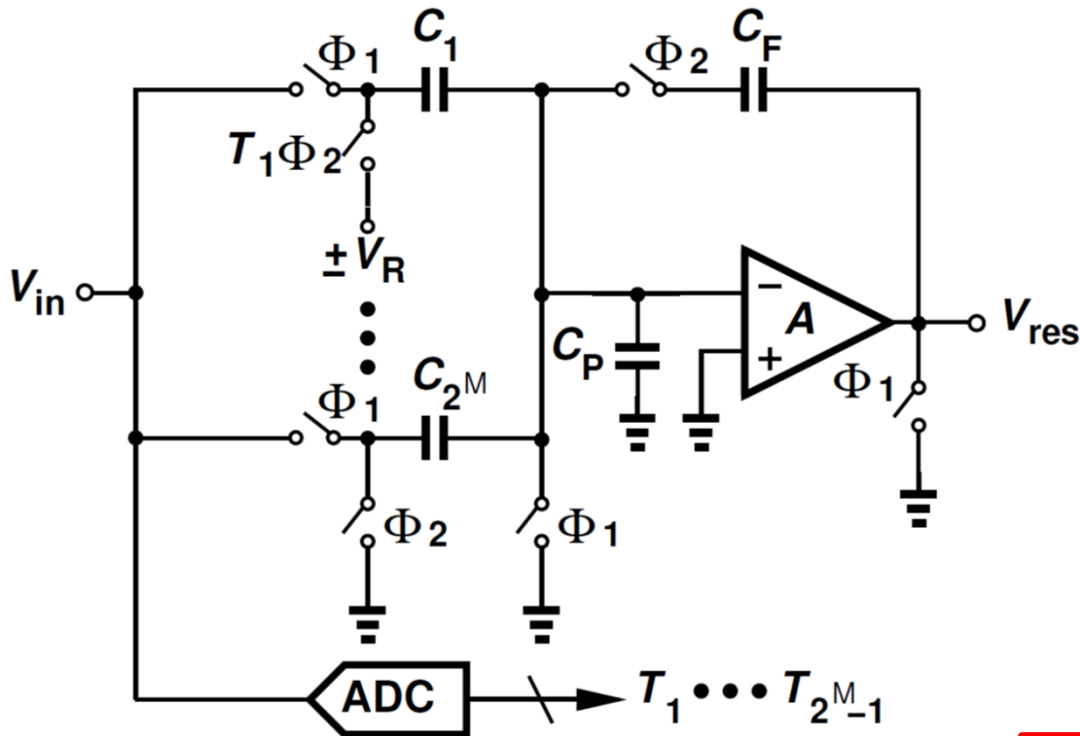 Φ1 C1 Φ2 CF
T1Φ2
± VR
Vin
A
− +
Vres
CP
Φ1
Φ1 C2M
Φ2 Φ1
ADC T1 ••• T2M−1